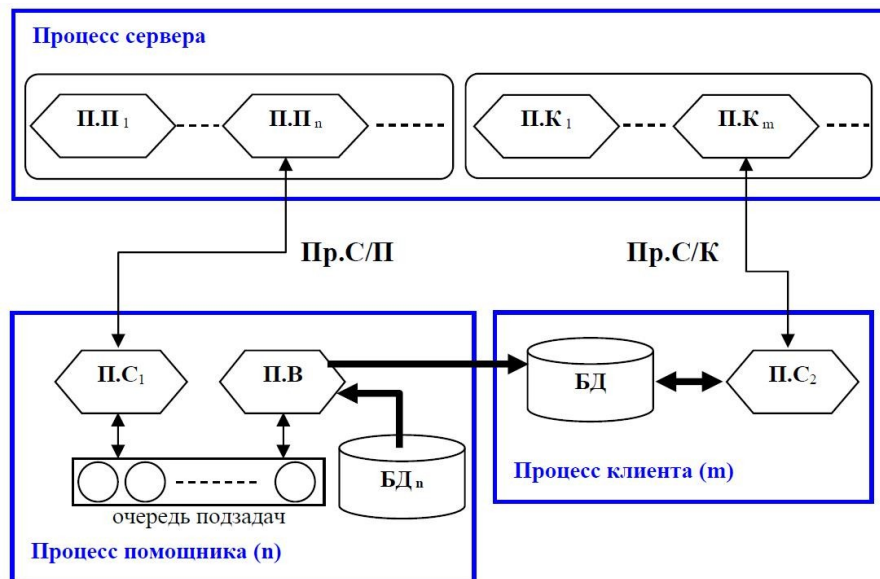 Процесс сервера
П.П 1 П.П n П.К 1 П.К m
Пр.С/П Пр.С/К
П.С1 П.В БД П.С2
БД n
очередь подзадач
Процесс помощника (n)
Процесс клиента (m)